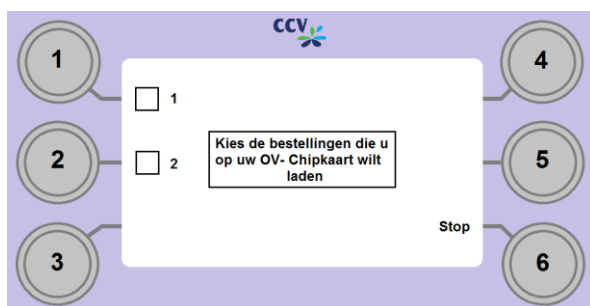 CCV
1
4
1
2
2
Kies de bestellingen die u
op uw OV- Chipkaart wilt
laden
5
Stop
3
6